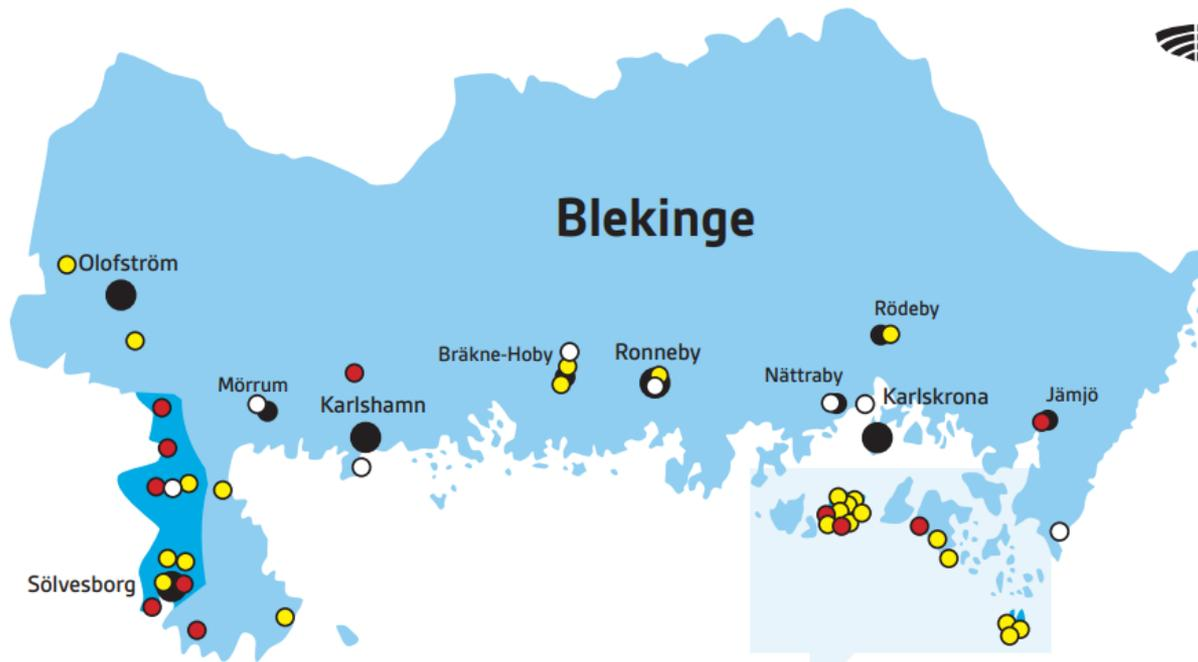 Blekinge
Olofström
Rödeby
Bräkne-Hoby
Ronneby
Nättraby
Mörrum
Karlshamn
Karlskrona
Jämjö
Sölvesborg